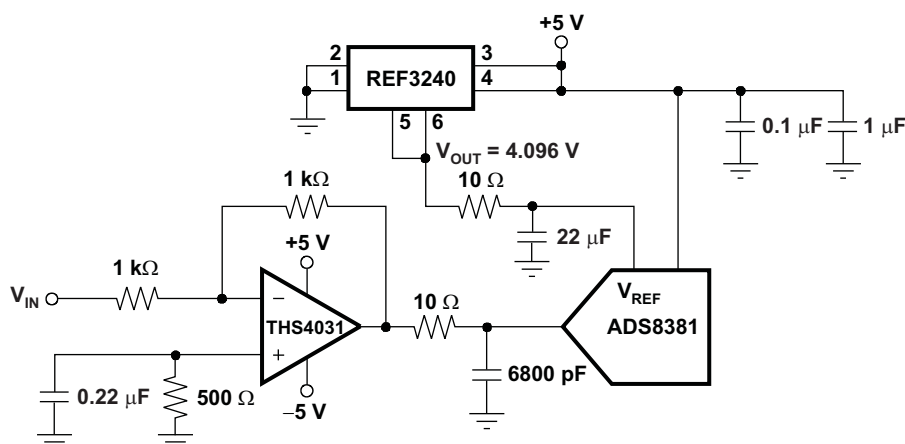 +5 V
2
3
REF3240
1
4
5
6
0.1 μF
1 μF
V_OUT = 4.096 V
1 kΩ
10 Ω
22 μF
+5 V
1 kΩ
V_IN
−
THS4031
10 Ω
V_REF
ADS8381
+
0.22 μF
500 Ω
−5 V
6800 pF